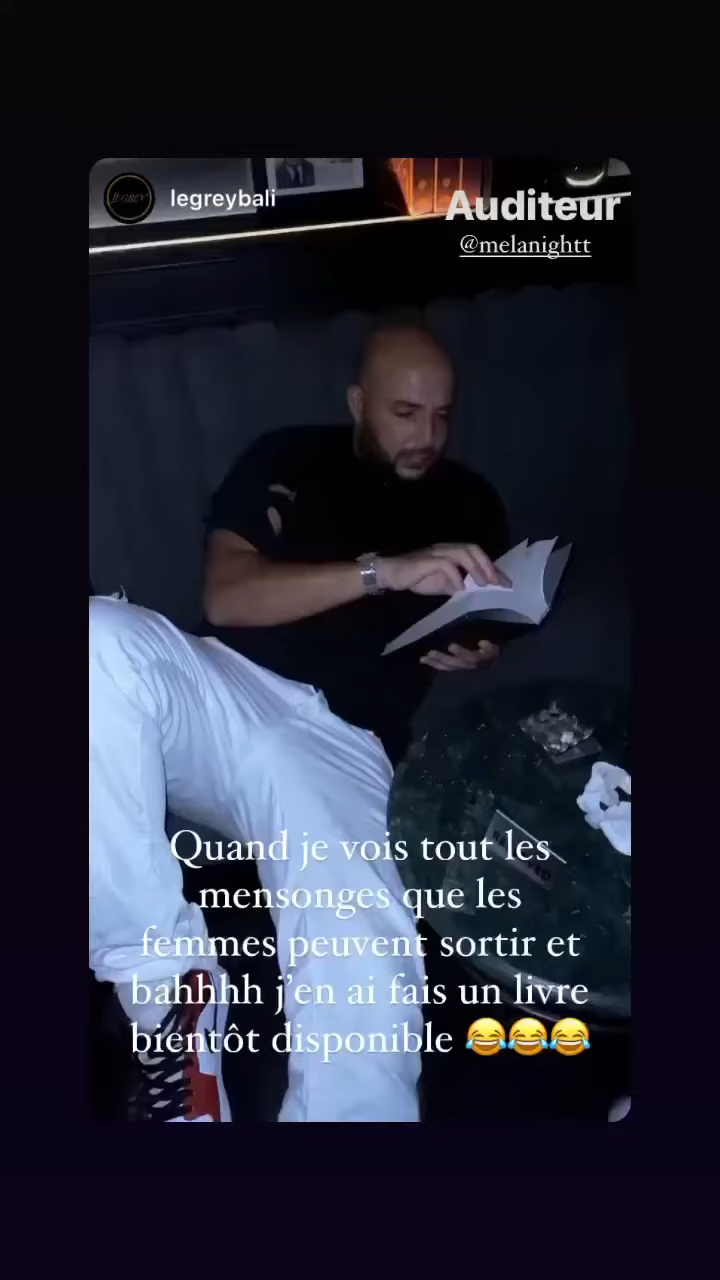 legreybali
Auditeur
@melanightt
Quand je vois tout les
mensonges que les
femmes peuvent sortir et
bahhhh j'en ai fais un livre
bientôt disponible 😂😂😂